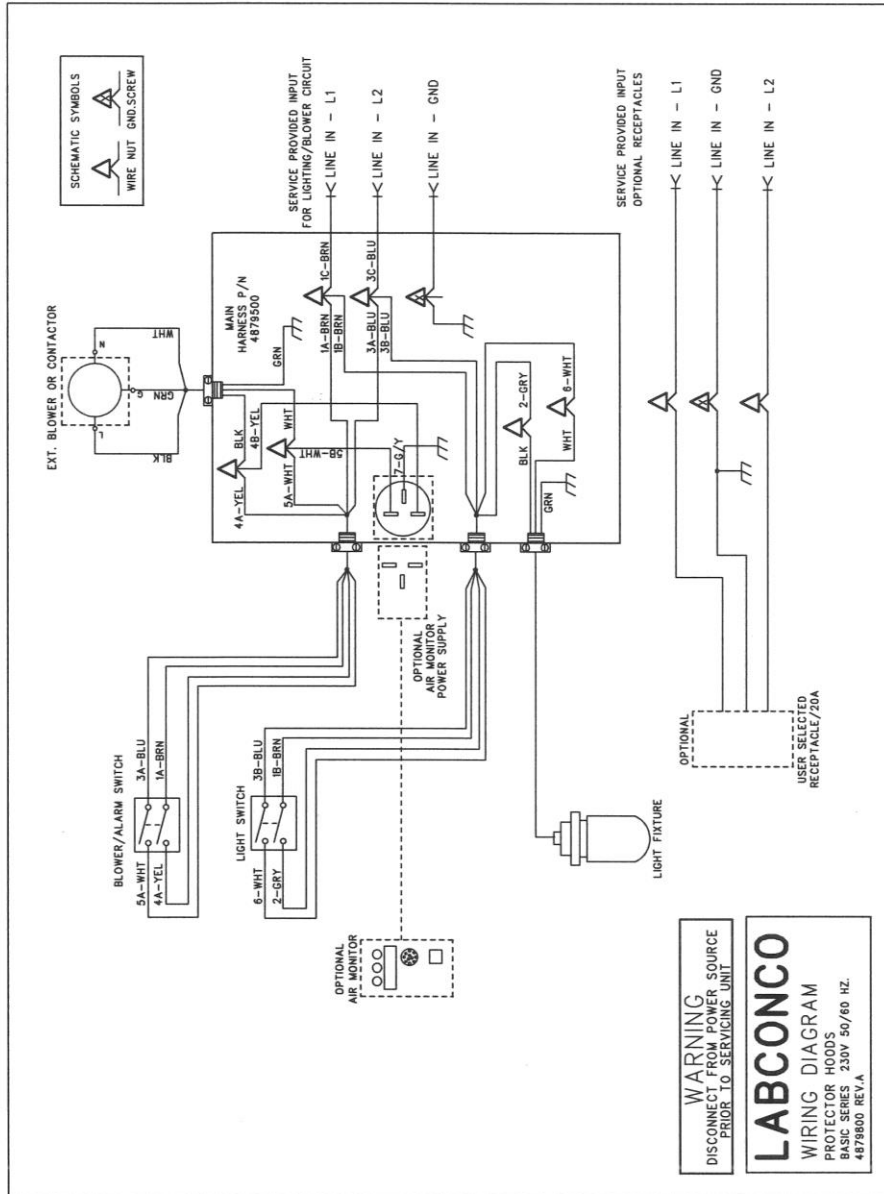 SCHEMATIC SYMBOLS
WIRE NUT
GND.SCREW
EXT. BLOWER OR CONTACTOR
L
N
G
BLK
GRN
WHT
MAIN
HARNESS P/N
4879500
GRN
SERVICE PROVIDED INPUT
FOR LIGHTING/BLOWER CIRCUIT
LINE IN - L1
LINE IN - L2
LINE IN - GND
1C-BRN
1A-BRN
1B-BRN
3C-BLU
3A-BLU
3B-BLU
4A-YEL
BLK
4B-YEL
5A-WHT
WHT
5B-WHT
7-G/Y
BLK
2-GRY
WHT
6-WHT
GRN
BLOWER/ALARM SWITCH
5A-WHT
4A-YEL
3A-BLU
1A-BRN
LIGHT SWITCH
6-WHT
2-GRY
3B-BLU
1B-BRN
OPTIONAL
AIR MONITOR
POWER SUPPLY
OPTIONAL
AIR MONITOR
LIGHT FIXTURE
SERVICE PROVIDED INPUT
OPTIONAL RECEPTACLES
LINE IN - L1
LINE IN - GND
LINE IN - L2
OPTIONAL
USER SELECTED
RECEPTACLE/20A
WARNING
DISCONNECT FROM POWER SOURCE
PRIOR TO SERVICING UNIT
LABCONCO
WIRING DIAGRAM
PROTECTOR HOODS
BASIC SERIES 230V 50/60 HZ.
4879800 REV.A